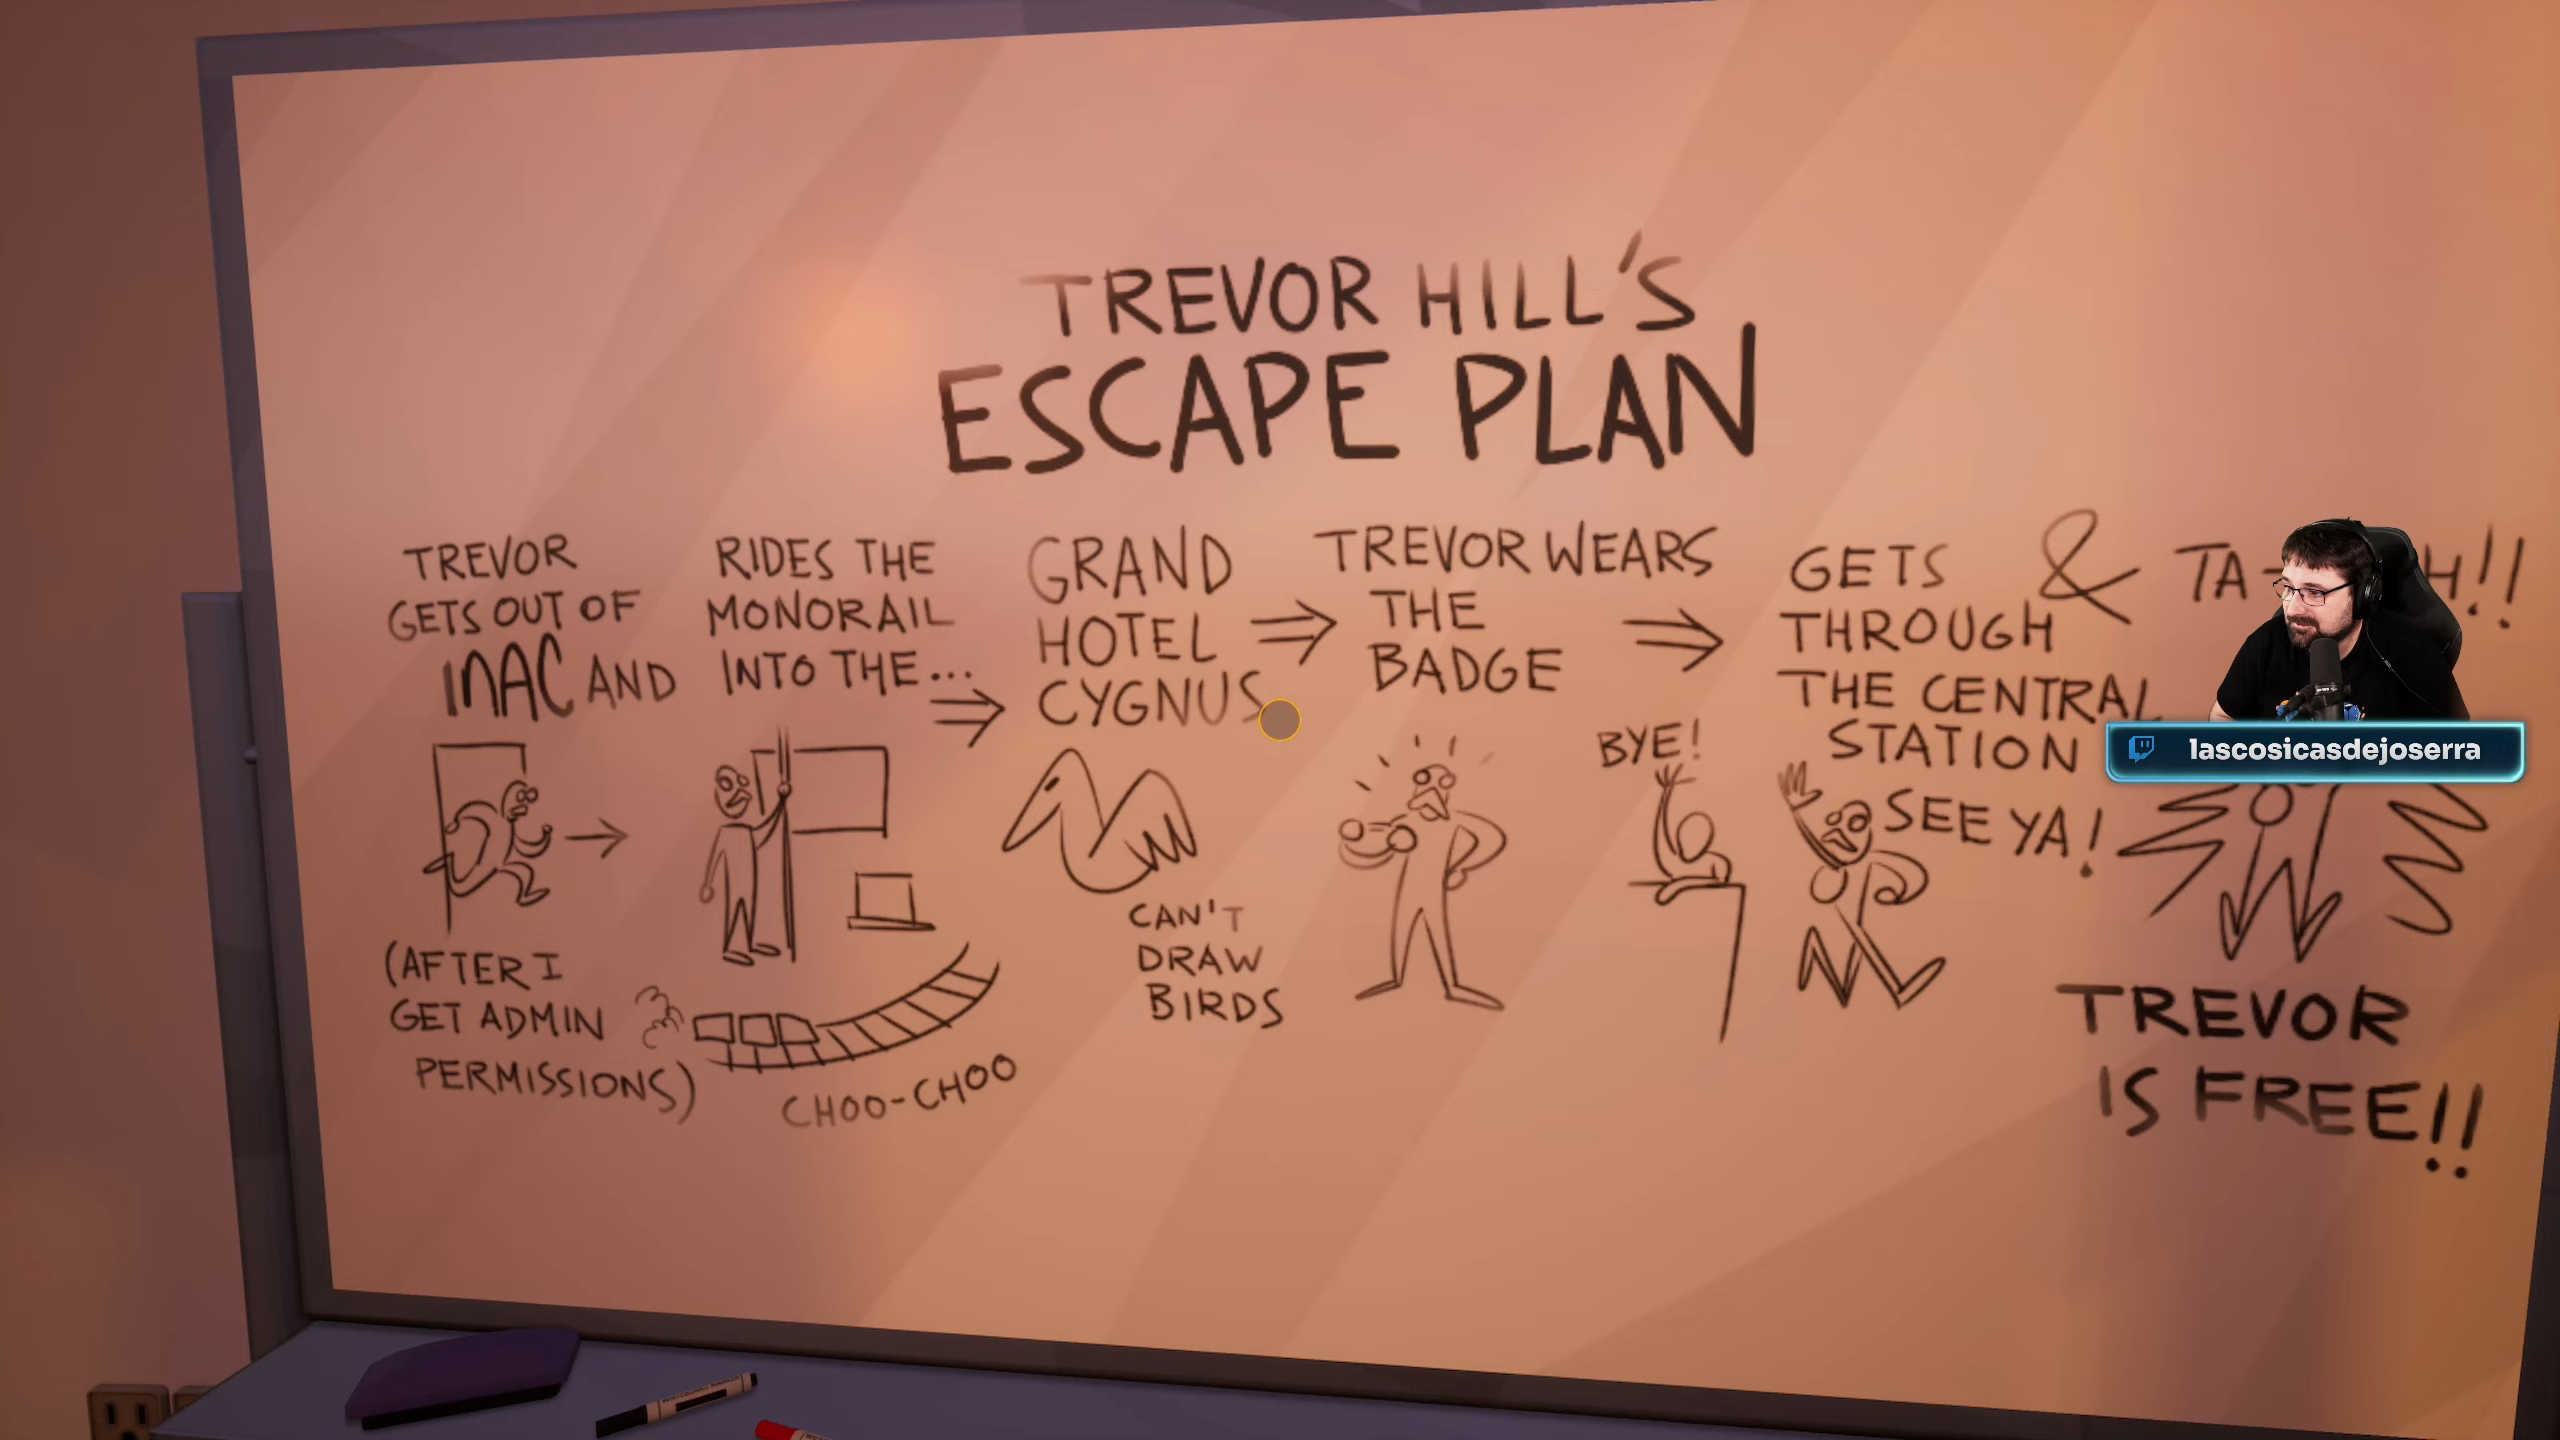 TREVOR HILL'S
ESCAPE PLAN
TREVOR
GETS OUT OF
INAC AND
(AFTER I
GET ADMIN
PERMISSIONS)
RIDES THE
MONORAIL
INTO THE...
CHOO-CHOO
GRAND
HOTEL
CYGNUS
CAN'T
DRAW
BIRDS
TREVOR WEARS
THE
BADGE
GETS
THROUGH
THE CENTRAL
STATION
BYE!
SEE YA!
&
TREVOR
IS FREE!!
lascosicasdejoserra